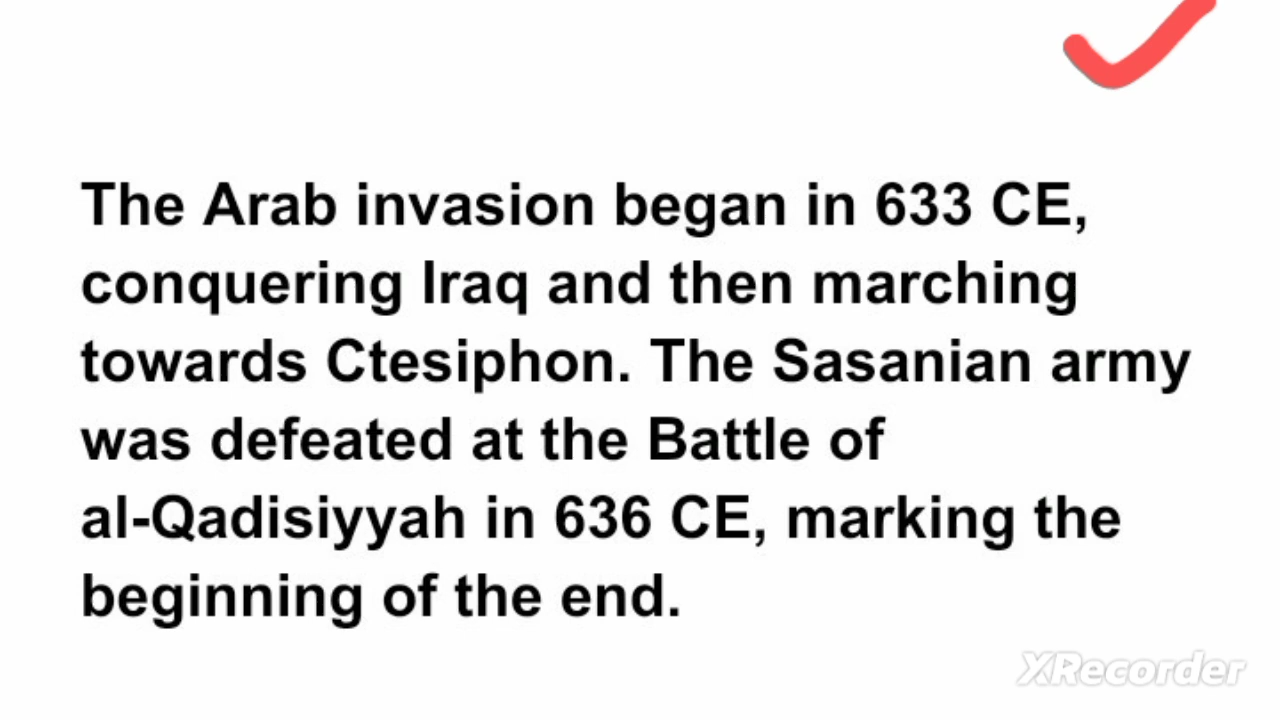 The Arab invasion began in 633 CE,
conquering Iraq and then marching
towards Ctesiphon. The Sasanian army
was defeated at the Battle of
al-Qadisiyyah in 636 CE, marking the
beginning of the end.
XRecorder